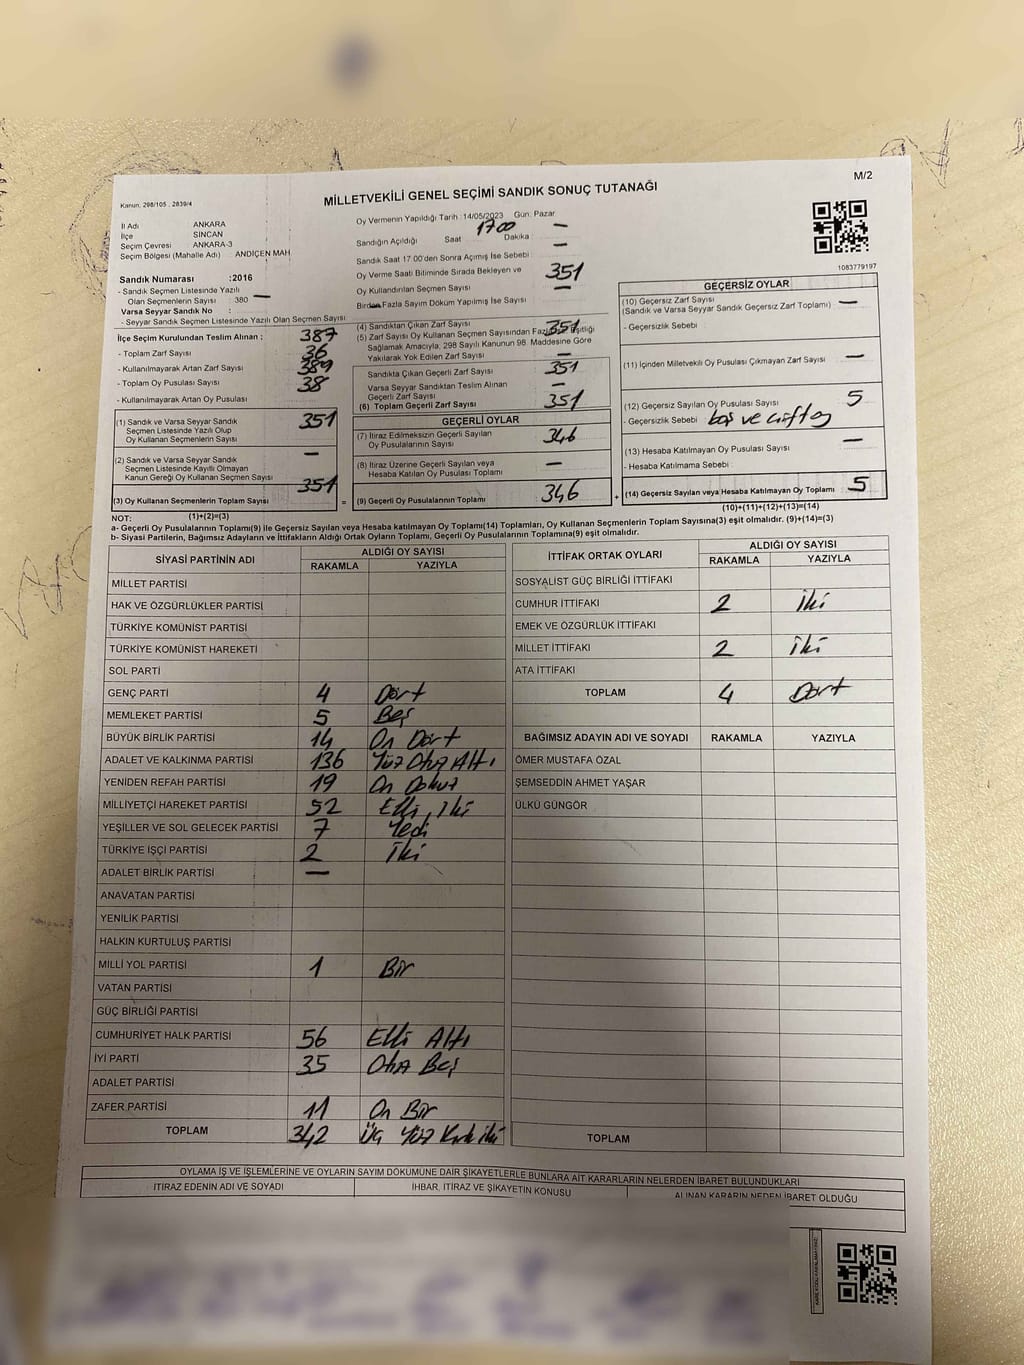 M/2
MİLLETVEKİLİ GENEL SEÇİMİ SANDIK SONUÇ TUTANAĞI
Kanun, 298/105 , 2839/4
İl Adı ANKARA
İlçe SİNCAN
Seçim Çevresi ANKARA-3
Seçim Bölgesi (Mahalle Adı) ANDİÇEN MAH
Sandık Numarası :2016
- Sandık Seçmen Listesinde Yazılı
Olan Seçmenlerin Sayısı : 380 —
Varsa Seyyar Sandık No :
- Seyyar Sandık Seçmen Listesinde Yazılı Olan Seçmen Sayısı
İlçe Seçim Kurulundan Teslim Alınan : 387
- Toplam Zarf Sayısı 36
- Kullanılmayarak Artan Zarf Sayısı 389
- Toplam Oy Pusulası Sayısı 38
- Kullanılmayarak Artan Oy Pusulası
(1) Sandık ve Varsa Seyyar Sandık 351
Seçmen Listesinde Yazılı Olup
Oy Kullanan Seçmenlerin Sayısı
(2) Sandık ve Varsa Seyyar Sandık —
Seçmen Listesinde Kayıtlı Olmayan
Kanun Gereği Oy Kullanan Seçmen Sayısı
(3) Oy Kullanan Seçmenlerin Toplam Sayısı 351
(1)+(2)=(3)
Oy Vermenin Yapıldığı Tarih :14/05/2023 Gün: Pazar
Sandığın Açıldığı Saat 17 00 Dakika : —
Sandık Saat 17.00'den Sonra Açımış İse Sebebi —
Oy Verme Saati Bitiminde Sırada Bekleyen ve
Oy Kullandırılan Seçmen Sayısı 351
Birden Fazla Sayım Döküm Yapılmış İse Sayısı —
(4) Sandıktan Çıkan Zarf Sayısı 351
(5) Zarf Sayısı Oy Kullanan Seçmen Sayısından Fazla İse Eşitliği
Sağlamak Amacıyla, 298 Sayılı Kanunun 98. Maddesine Göre
Yakılarak Yok Edilen Zarf Sayısı —
Sandıkta Çıkan Geçerli Zarf Sayısı 351
Varsa Seyyar Sandıktan Teslim Alınan —
Geçerli Zarf Sayısı
(6) Toplam Geçerli Zarf Sayısı 351
GEÇERLİ OYLAR
(7) İtiraz Edilmeksizin Geçerli Sayılan 346
Oy Pusulasının Sayısı
(8) İtiraz Üzerine Geçerli Sayılan veya —
Hesaba Katılan Oy Pusulası Toplamı
= (9) Geçerli Oy Pusulalarının Toplamı 346
1083779197
GEÇERSİZ OYLAR
(10) Geçersiz Zarf Sayısı —
(Sandık ve Varsa Seyyar Sandık Geçersiz Zarf Toplamı)
- Geçersizlik Sebebi
(11) İçinden Milletvekili Oy Pusulası Çıkmayan Zarf Sayısı —
(12) Geçersiz Sayılan Oy Pusulası Sayısı 5
- Geçersizlik Sebebi boş ve çift oy
(13) Hesaba Katılmayan Oy Pusulası Sayısı —
- Hesaba Katılmama Sebebi
+ (14) Geçersiz Sayılan veya Hesaba Katılmayan Oy Toplamı 5
(10)+(11)+(12)+(13)=(14)
NOT:
a- Geçerli Oy Pusulalarının Toplamı(9) ile Geçersiz Sayılan veya Hesaba katılmayan Oy Toplamı(14) Toplamları, Oy Kullanan Seçmenlerin Toplam Sayısına(3) eşit olmalıdır. (9)+(14)=(3)
b- Siyasi Partilerin, Bağımsız Adayların ve İttifakların Aldığı Ortak Oyların Toplamı, Geçerli Oy Pusulalarının Toplamına(9) eşit olmalıdır.
SİYASİ PARTİNİN ADI ALDIĞI OY SAYISI
RAKAMLA YAZIYLA
MİLLET PARTİSİ
HAK VE ÖZGÜRLÜKLER PARTİSİ
TÜRKİYE KOMÜNİST PARTİSİ
TÜRKİYE KOMÜNİST HAREKETİ
SOL PARTİ
GENÇ PARTİ 4 Dört
MEMLEKET PARTİSİ 5 Beş
BÜYÜK BİRLİK PARTİSİ 14 On Dört
ADALET VE KALKINMA PARTİSİ 136 Yüz Otuz Altı
YENİDEN REFAH PARTİSİ 19 On Dokuz
MİLLİYETÇİ HAREKET PARTİSİ 52 Elli iki
YEŞİLLER VE SOL GELECEK PARTİSİ 7 Yedi
TÜRKİYE İŞÇİ PARTİSİ 2 İki
ADALET BİRLİK PARTİSİ —
ANAVATAN PARTİSİ
YENİLİK PARTİSİ
HALKIN KURTULUŞ PARTİSİ
MİLLİ YOL PARTİSİ 1 Bir
VATAN PARTİSİ
GÜÇ BİRLİĞİ PARTİSİ
CUMHURİYET HALK PARTİSİ 56 Elli Altı
İYİ PARTİ 35 Otuz Beş
ADALET PARTİSİ
ZAFER PARTİSİ 11 On Bir
TOPLAM 342 Üç Yüz Kırk iki
İTTİFAK ORTAK OYLARI ALDIĞI OY SAYISI
RAKAMLA YAZIYLA
SOSYALİST GÜÇ BİRLİĞİ İTTİFAKI
CUMHUR İTTİFAKI 2 İki
EMEK VE ÖZGÜRLÜK İTTİFAKI
MİLLET İTTİFAKI 2 İki
ATA İTTİFAKI
TOPLAM 4 Dört
BAĞIMSIZ ADAYIN ADI VE SOYADI RAKAMLA YAZIYLA
ÖMER MUSTAFA ÖZAL
ŞEMSEDDİN AHMET YAŞAR
ÜLKÜ GÜNGÖR
TOPLAM
OYLAMA İŞ VE İŞLEMLERİNE VE OYLARIN SAYIM DÖKÜMÜNE DAİR ŞİKAYETLERLE BUNLARA AİT KARARLARIN NELERDEN İBARET BULUNDUKLARI
İTİRAZ EDENİN ADI VE SOYADI İHBAR, İTİRAZ VE ŞİKAYETİN KONUSU ALINAN KARARIN NEDEN İBARET OLDUĞU